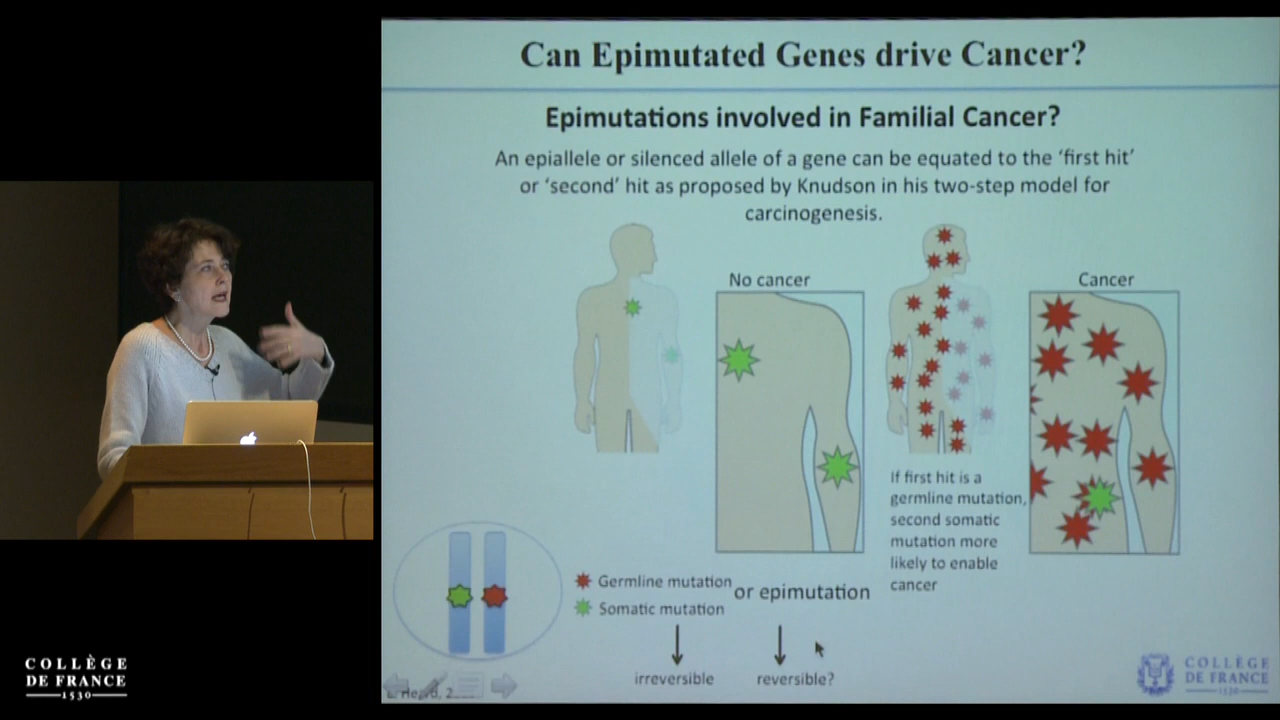 Can Epimutated Genes drive Cancer?
Epimutations involved in Familial Cancer?
An epiallele or silenced allele of a gene can be equated to the ‘first hit’
or ‘second’ hit as proposed by Knudson in his two-step model for
carcinogenesis.
No cancer
Cancer
If first hit is a
germline mutation,
second somatic
mutation more
likely to enable
cancer
Germline mutation
Somatic mutation
or epimutation
irreversible
reversible?
COLLÈGE
DE FRANCE
1530
COLLÈGE
DE FRANCE
1530